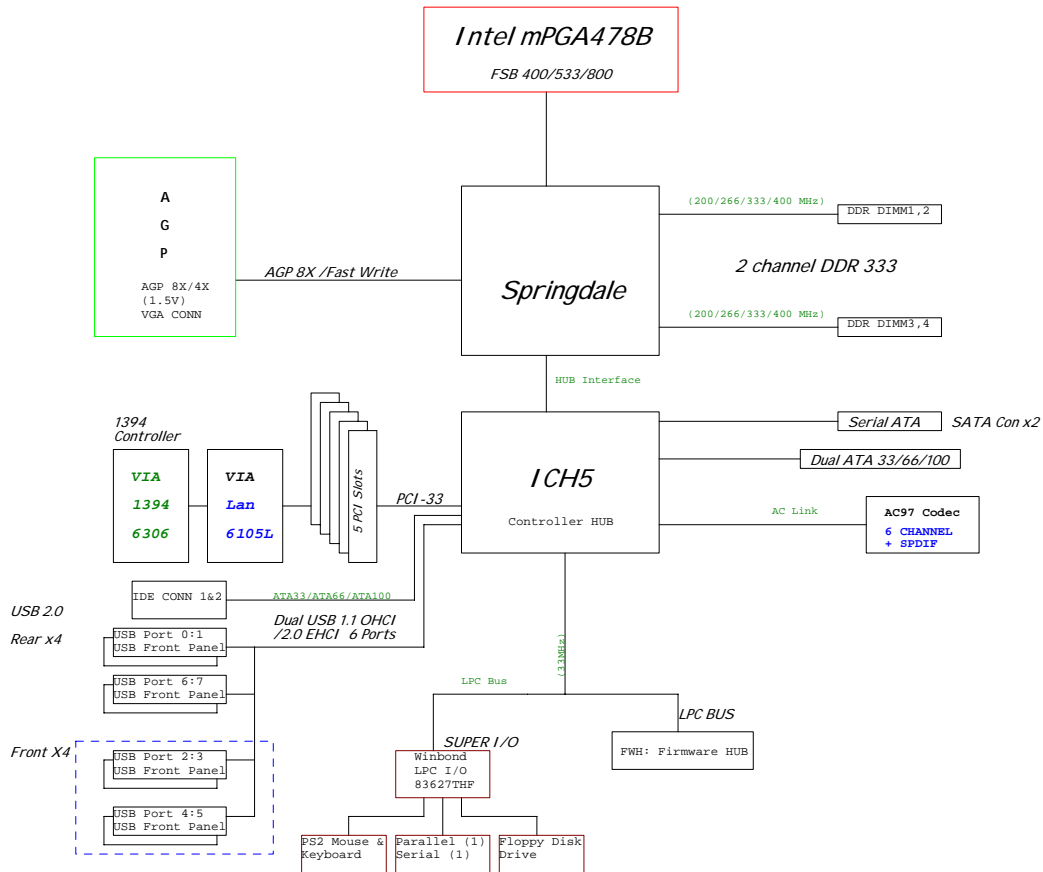 Intel mPGA478B
FSB 400/533/800
A
G
P
AGP 8X/4X
(1.5V)
VGA CONN
AGP 8X /Fast Write
Springdale
(200/266/333/400 MHz)
DDR DIMM1,2
2 channel DDR 333
(200/266/333/400 MHz)
DDR DIMM3,4
HUB Interface
1394
Controller
VIA
1394
6306
VIA
Lan
6105L
5 PCI Slots
PCI-33
ICH5
Controller HUB
Serial ATA
SATA Con x2
Dual ATA 33/66/100
AC Link
AC97 Codec
6 CHANNEL
+ SPDIF
IDE CONN 1&2
ATA33/ATA66/ATA100
Dual USB 1.1 OHCI
/2.0 EHCI 6 Ports
USB 2.0
Rear x4
USB Port 0:1
USB Front Panel
USB Port 6:7
USB Front Panel
Front X4
USB Port 2:3
USB Front Panel
USB Port 4:5
USB Front Panel
(33MHz)
LPC Bus
LPC BUS
FWH: Firmware HUB
SUPER I/O
Winbond
LPC I/O
83627THF
PS2 Mouse &
Keyboard
Parallel (1)
Serial (1)
Floppy Disk
Drive